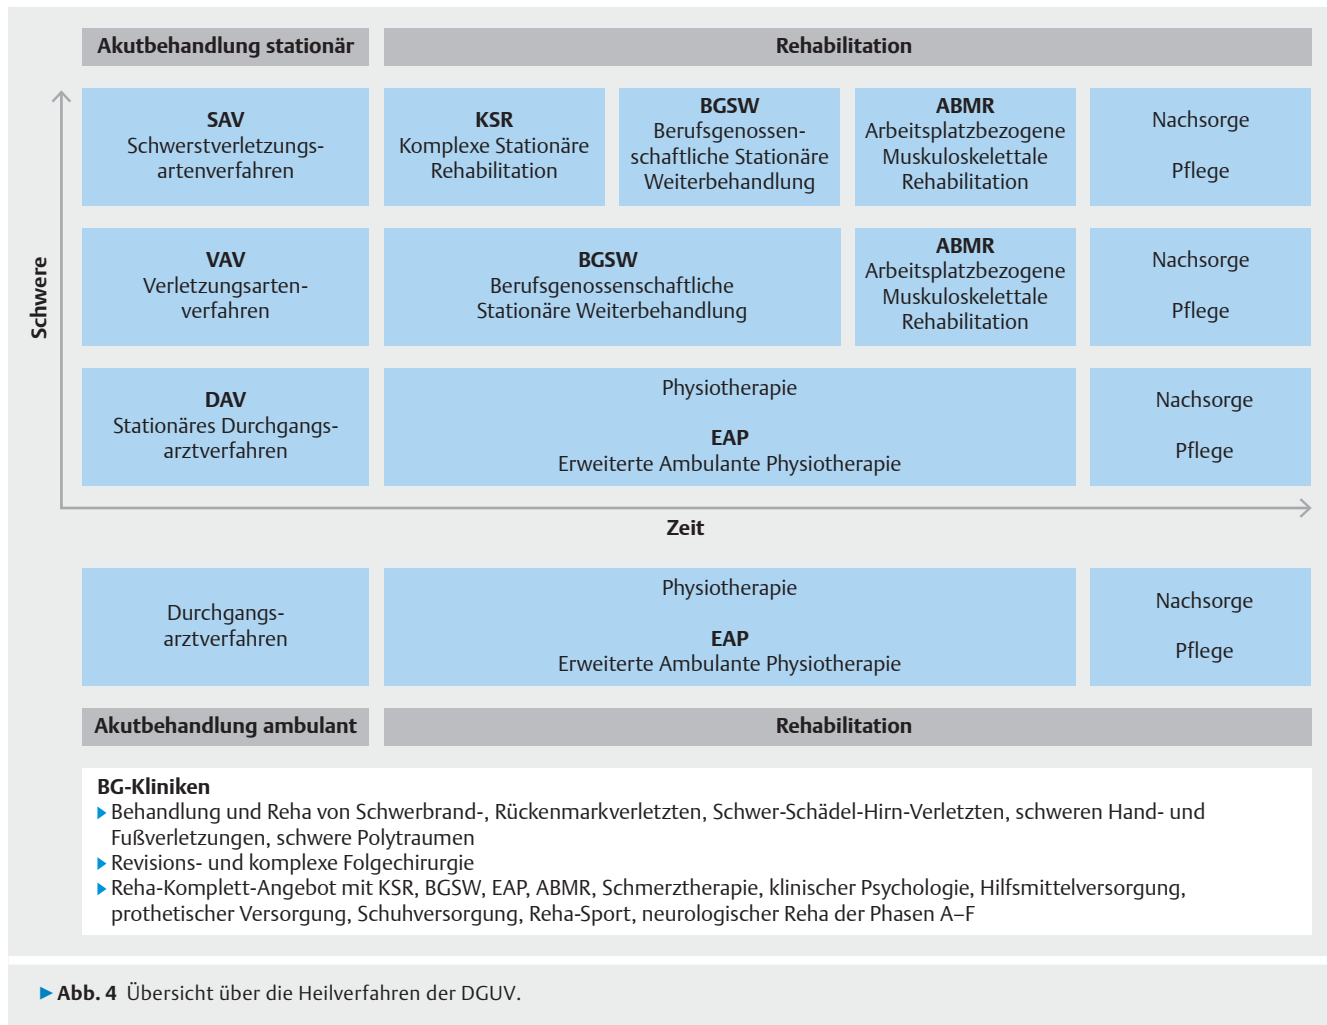 Akutbehandlung stationär
Rehabilitation
Schwere
SAV
Schwerstverletzungs-
artenverfahren
KSR
Komplexe Stationäre
Rehabilitation
BGSW
Berufsgenossen-
schaftliche Stationäre
Weiterbehandlung
ABMR
Arbeitsplatzbezogene
Muskuloskelettale
Rehabilitation
Nachsorge
Pflege
VAV
Verletzungsarten-
verfahren
BGSW
Berufsgenossenschaftliche
Stationäre Weiterbehandlung
ABMR
Arbeitsplatzbezogene
Muskuloskelettale
Rehabilitation
Nachsorge
Pflege
DAV
Stationäres Durchgangs-
arztverfahren
Physiotherapie
EAP
Erweiterte Ambulante Physiotherapie
Nachsorge
Pflege
Zeit
Durchgangs-
arztverfahren
Physiotherapie
EAP
Erweiterte Ambulante Physiotherapie
Nachsorge
Pflege
Akutbehandlung ambulant
Rehabilitation
BG-Kliniken
▶ Behandlung und Reha von Schwerbrand-, Rückenmarkverletzten, Schwer-Schädel-Hirn-Verletzten, schweren Hand- und
Fußverletzungen, schwere Polytraumen
▶ Revisions- und komplexe Folgechirurgie
▶ Reha-Komplett-Angebot mit KSR, BGSW, EAP, ABMR, Schmerztherapie, klinischer Psychologie, Hilfsmittelversorgung,
prothetischer Versorgung, Schuhversorgung, Reha-Sport, neurologischer Reha der Phasen A–F
▶ Abb. 4 Übersicht über die Heilverfahren der DGUV.